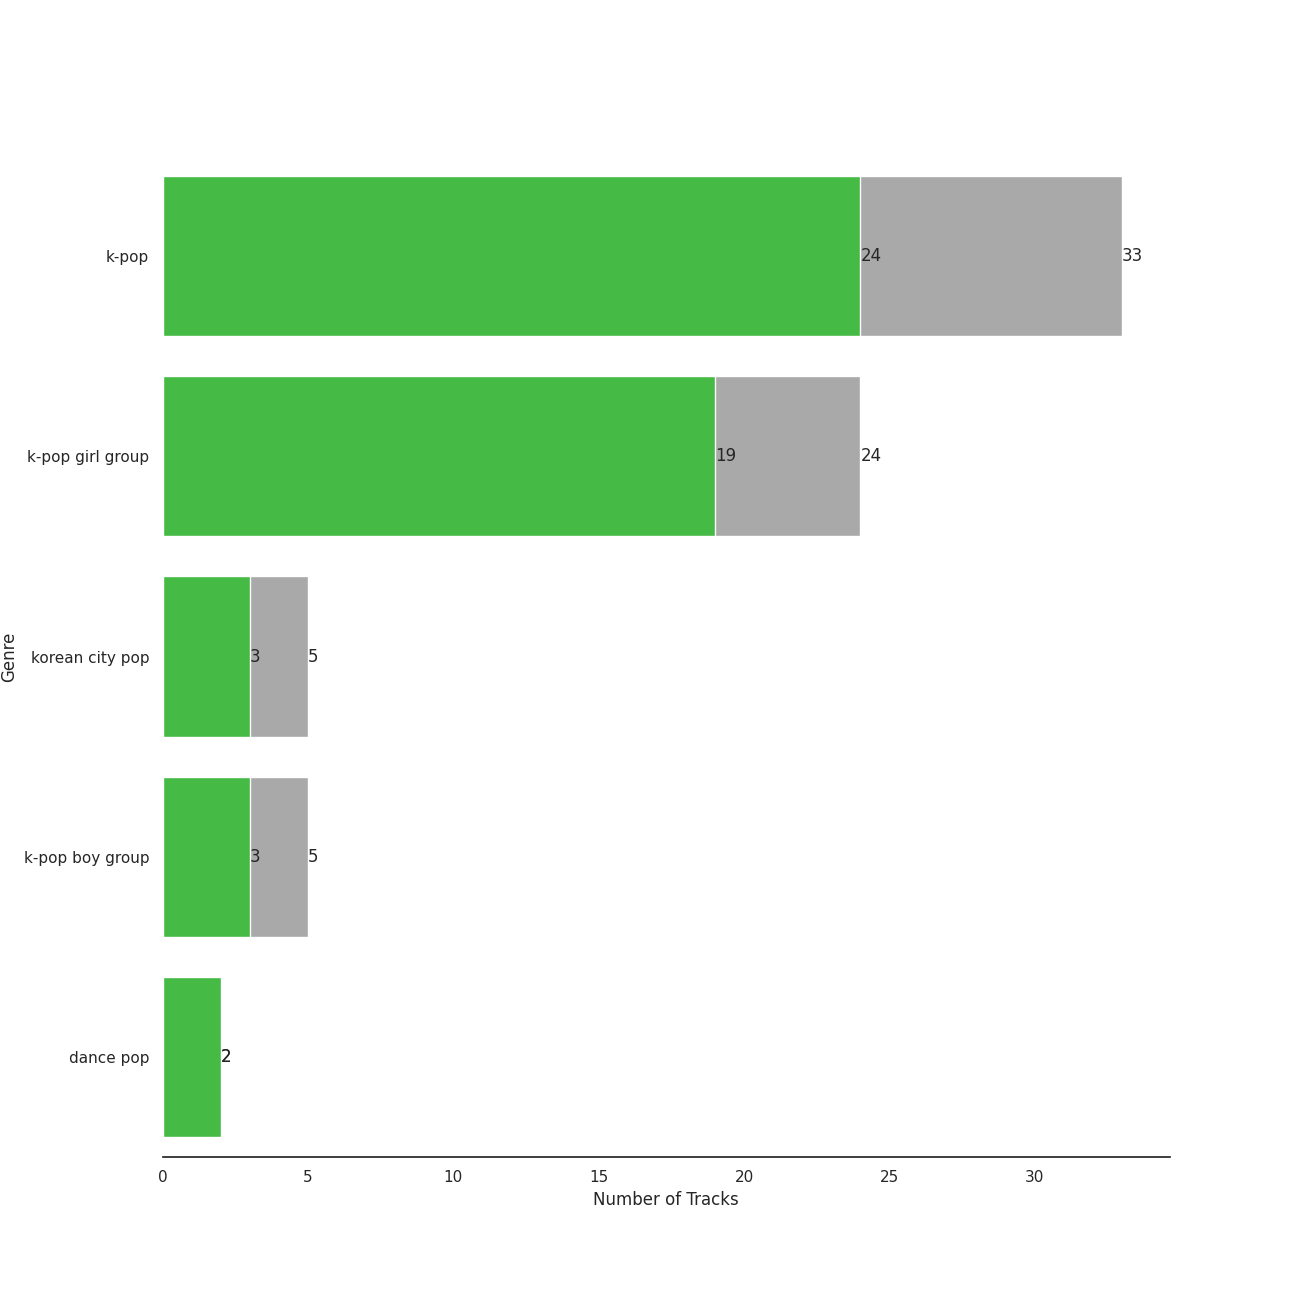 k-pop
24
33
k-pop girl group
19
24
korean city pop
3
5
k-pop boy group
3
5
dance pop
2
Genre
0 5 10 15 20 25 30
Number of Tracks